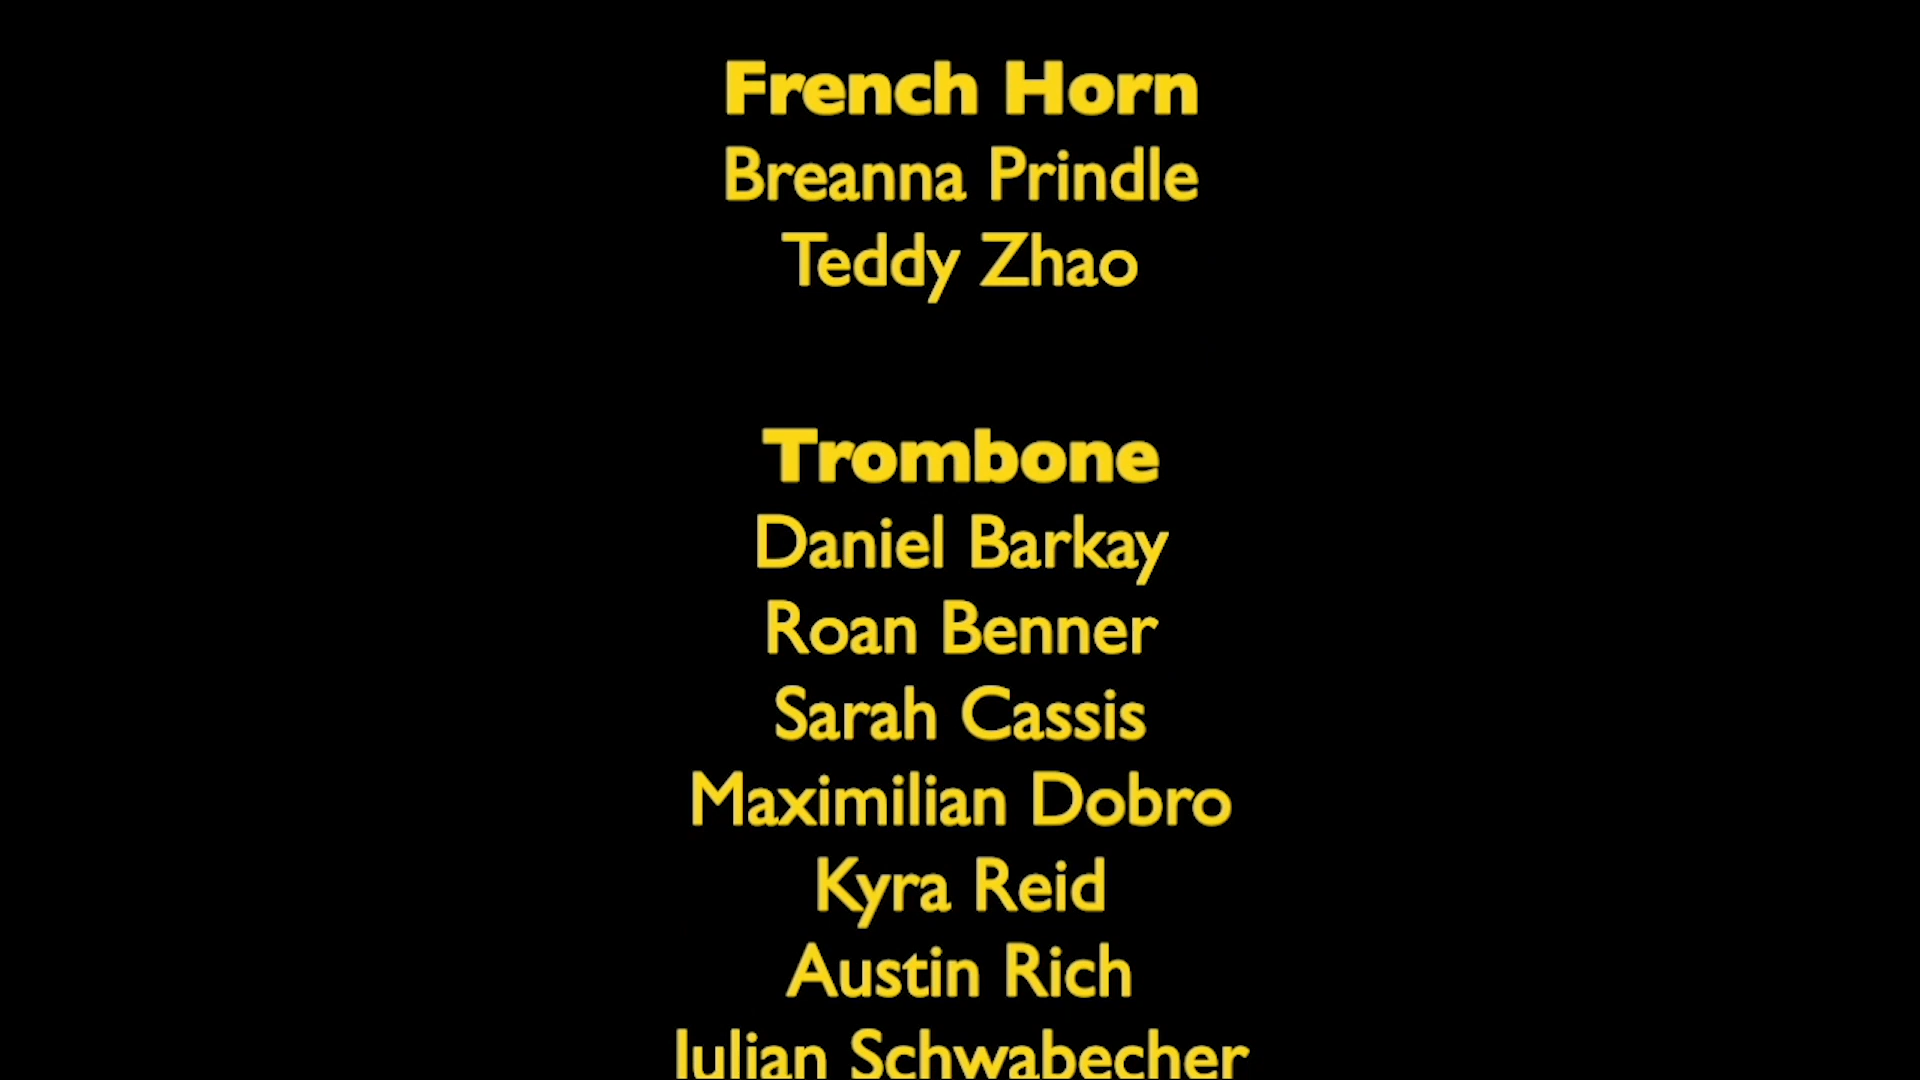 French Horn
Breanna Prindle
Teddy Zhao
Trombone
Daniel Barkay
Roan Benner
Sarah Cassis
Maximilian Dobro
Kyra Reid
Austin Rich
Julian Schwabecher